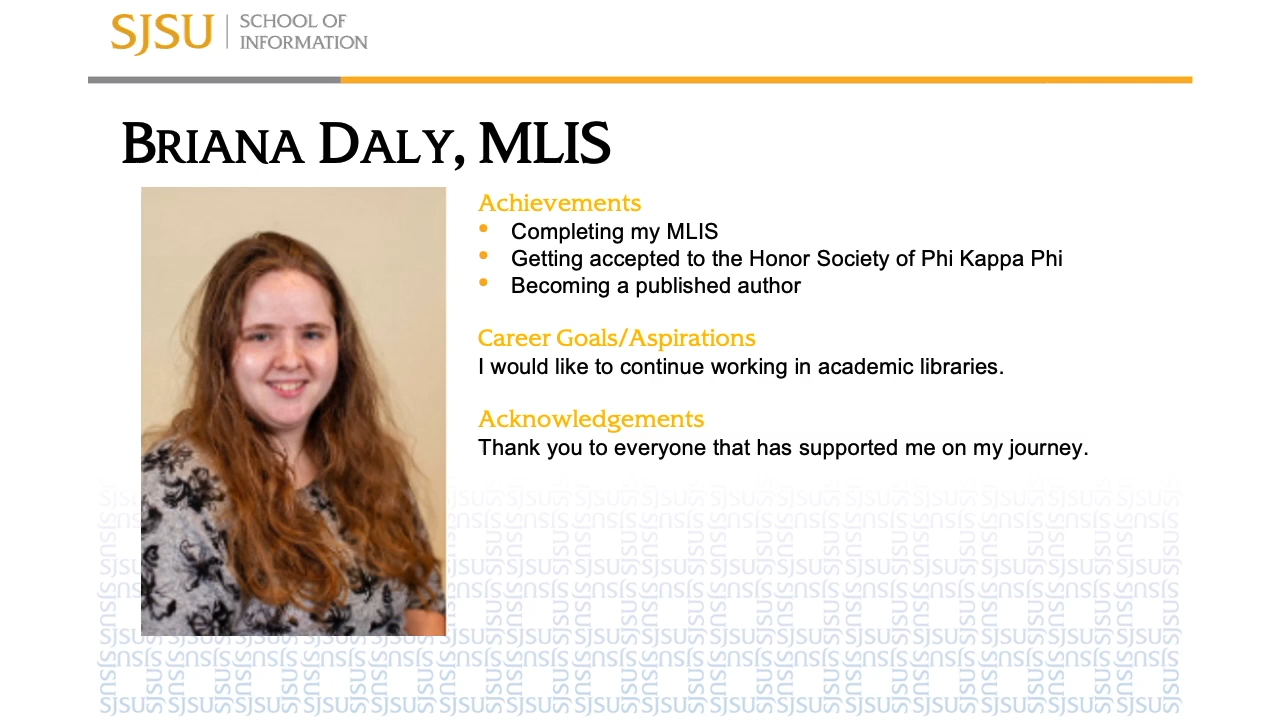 SJSU SCHOOL OF
INFORMATION
BRIANA DALY, MLIS
Achievements
• Completing my MLIS
• Getting accepted to the Honor Society of Phi Kappa Phi
• Becoming a published author
Career Goals/Aspirations
I would like to continue working in academic libraries.
Acknowledgements
Thank you to everyone that has supported me on my journey.